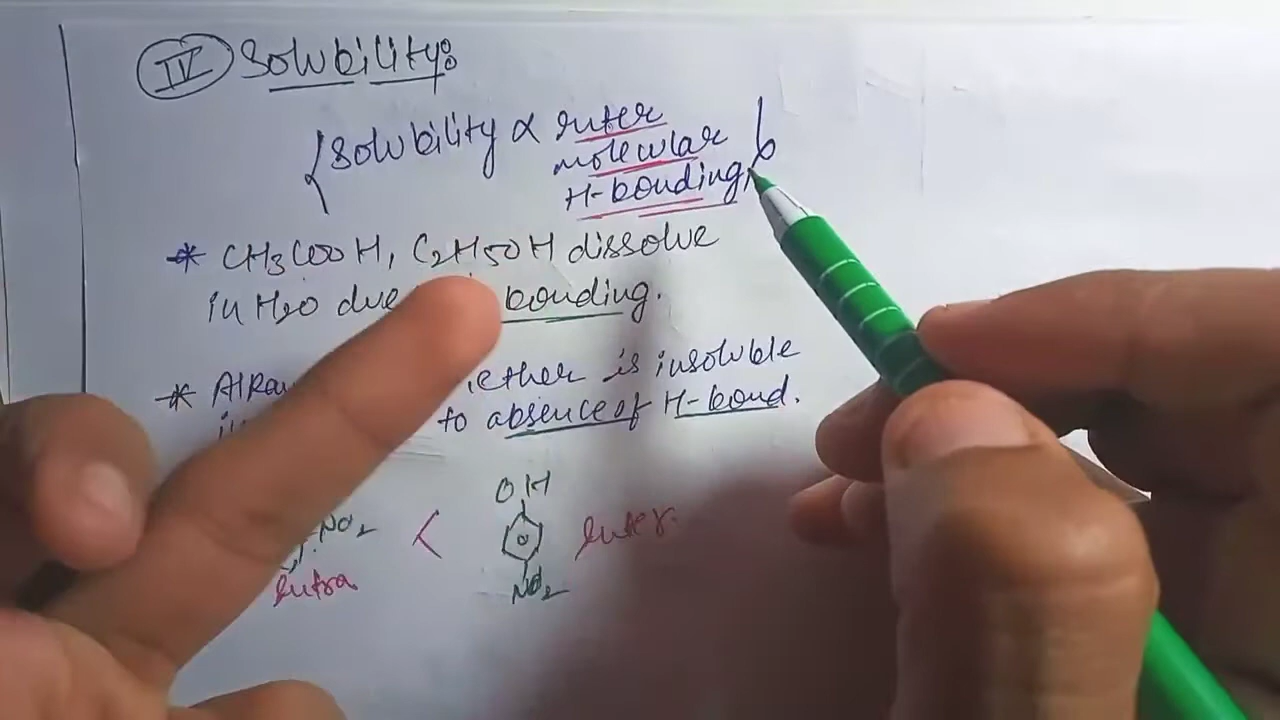 IV Solubility:
Solubility ∝ inter
molecular
H-bonding
* CH3COOH, C2H5OH dissolve
in H2O due bonding.
* ether is insoluble
to absence of H-bond.
OH
NO2 < inter.
intra NO2